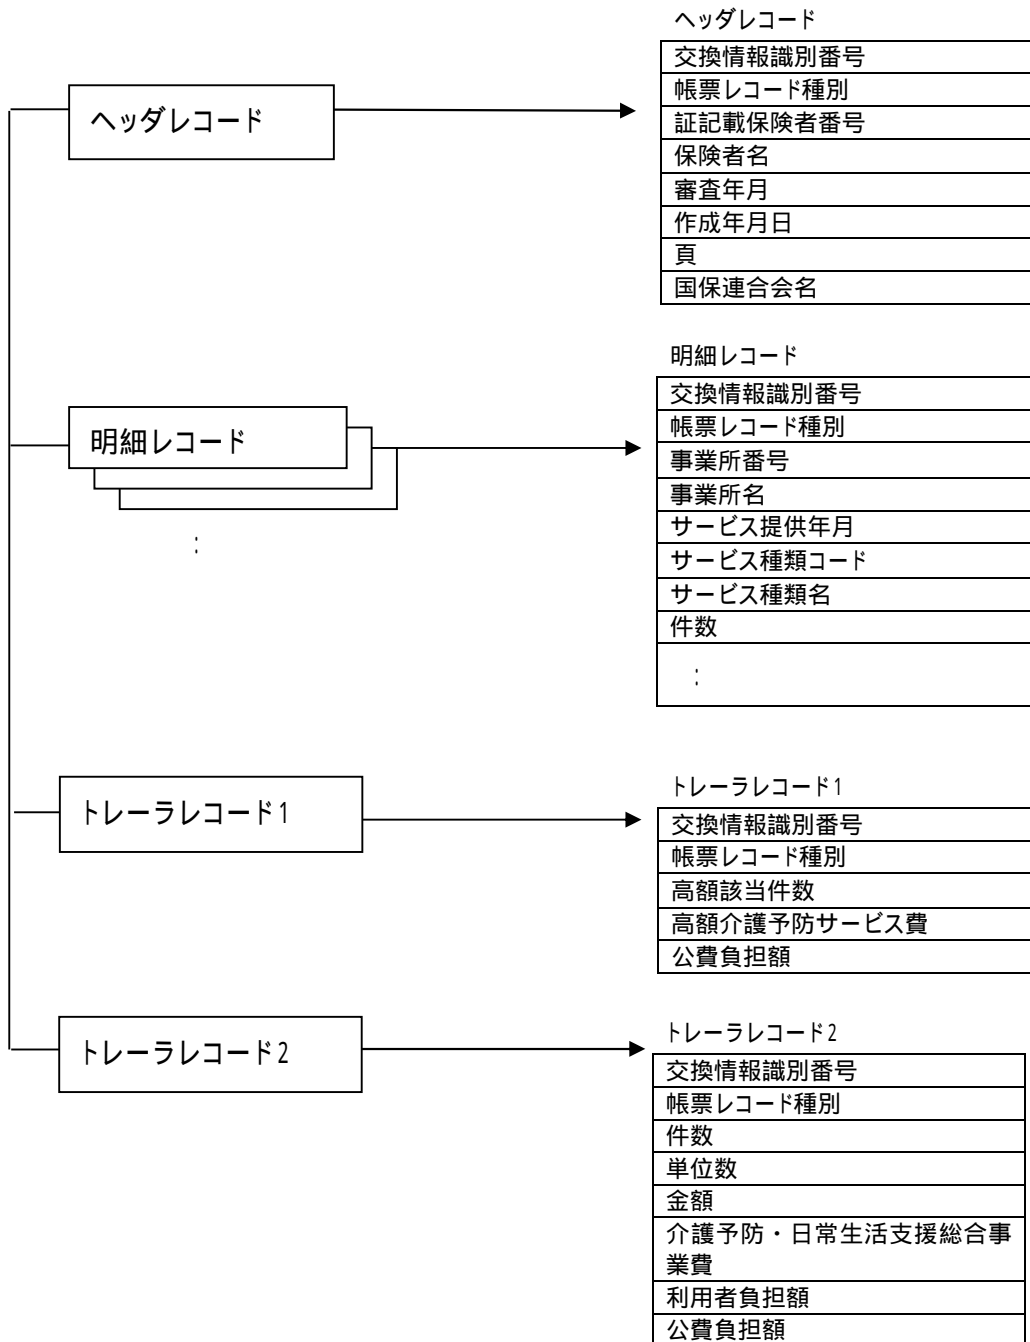 ヘッダレコード
ヘッダレコード
交換情報識別番号
帳票レコード種別
証記載保険者番号
保険者名
審査年月
作成年月日
頁
国保連合会名
明細レコード
:
明細レコード
交換情報識別番号
帳票レコード種別
事業所番号
事業所名
サービス提供年月
サービス種類コード
サービス種類名
件数
:
トレーラレコード1
トレーラレコード1
交換情報識別番号
帳票レコード種別
高額該当件数
高額介護予防サービス費
公費負担額
トレーラレコード2
トレーラレコード2
交換情報識別番号
帳票レコード種別
件数
単位数
金額
介護予防・日常生活支援総合事
業費
利用者負担額
公費負担額